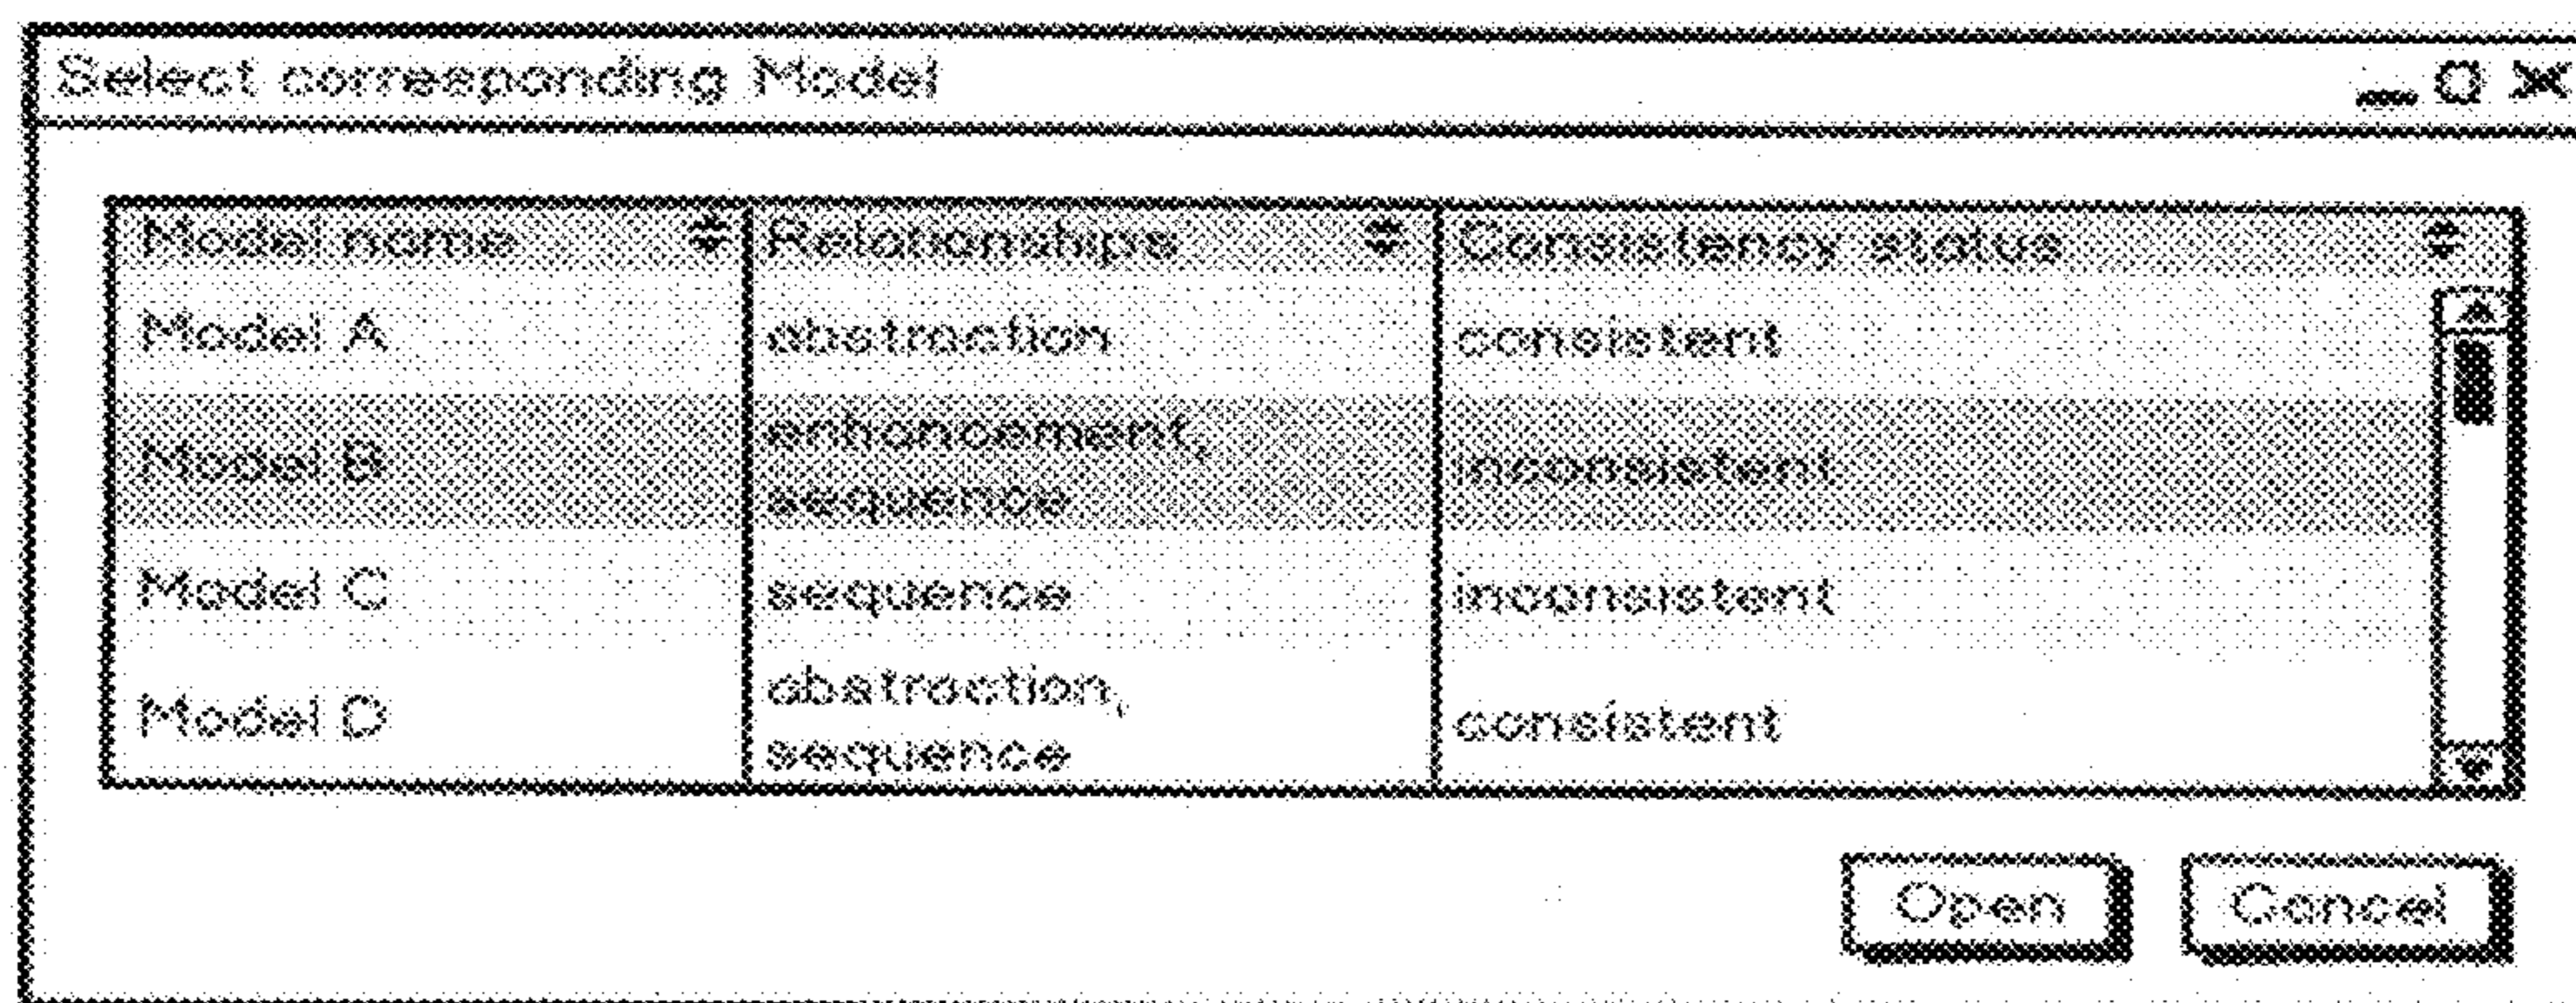 Select corresponding Model
Model name Relationships Consistency status
Model A abstraction consistent
Model B enhancement, sequence inconsistent
Model C sequence inconsistent
Model D abstraction, sequence consistent
Open Cancel